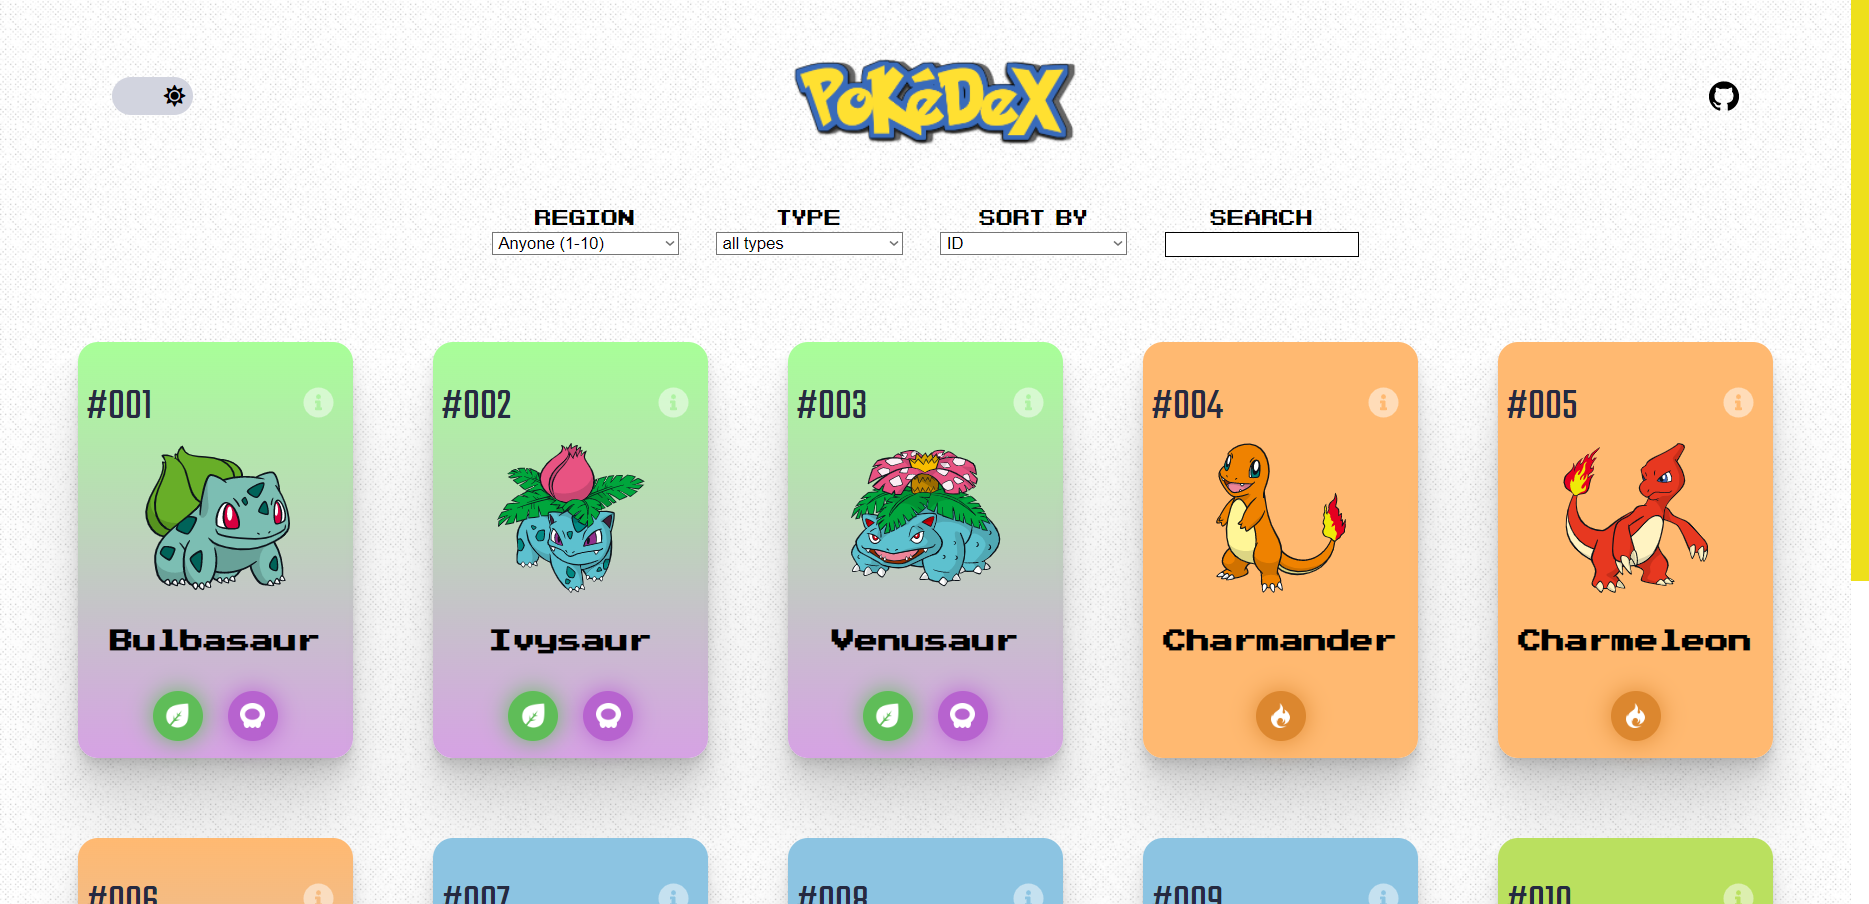 PoKéDeX
REGION TYPE SORT BY SEARCH
Anyone (1-10) all types ID
#001 #002 #003 #004 #005
Bulbasaur Ivysaur Venusaur Charmander Charmeleon
#006 #007 #008 #009 #010